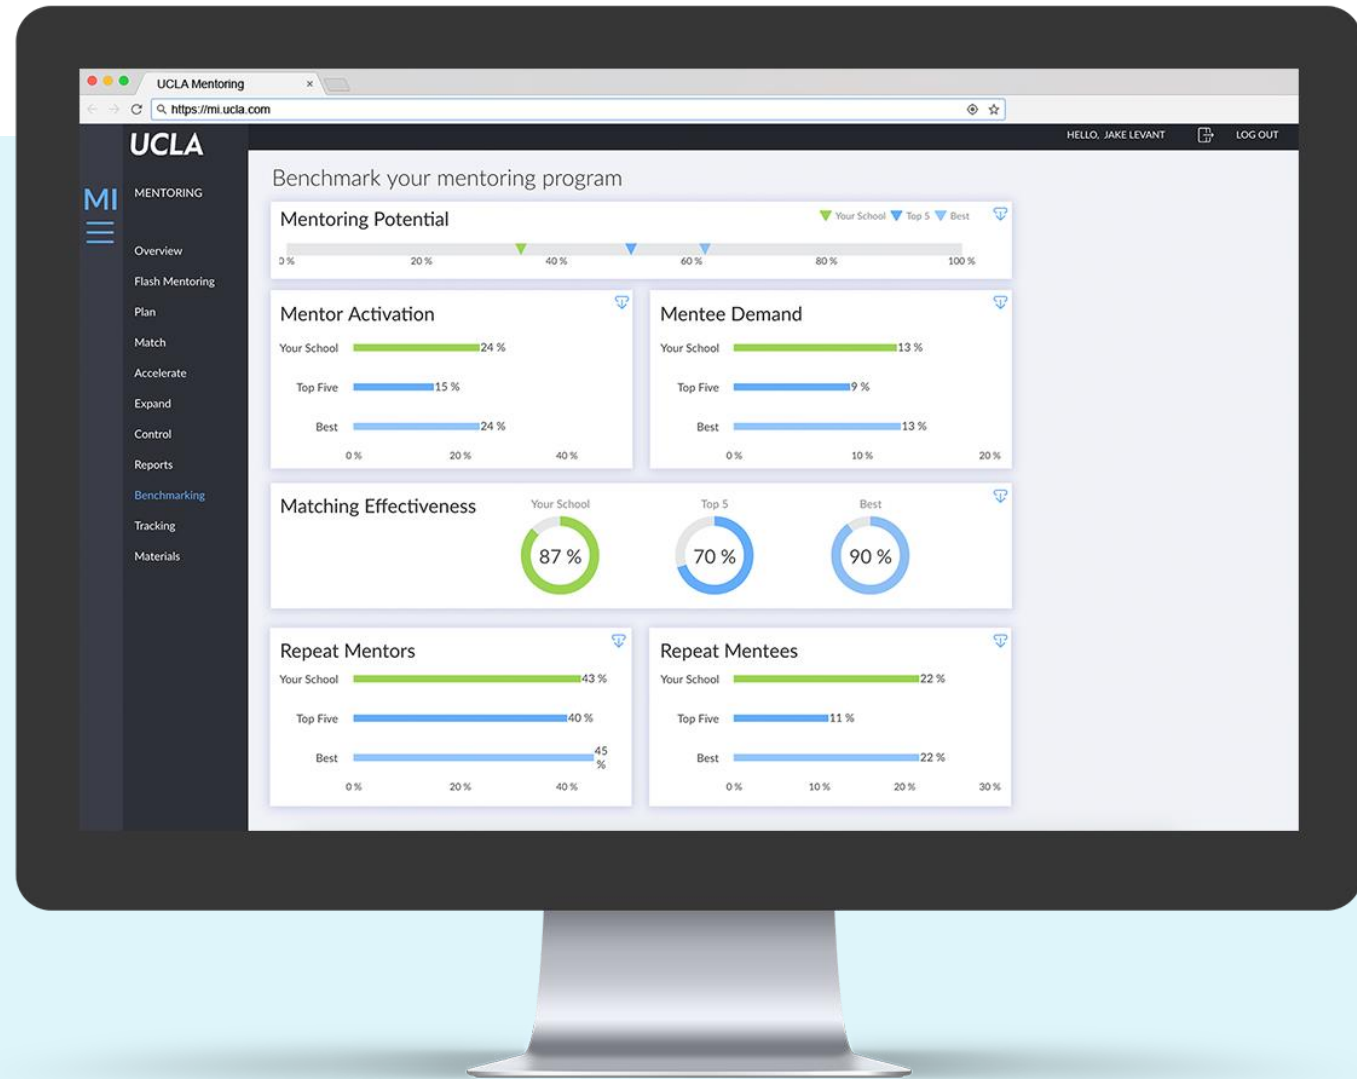 UCLA Mentoring ×
https://mi.ucla.com
UCLA
HELLO, JAKE LEVANT
LOG OUT
MI
MENTORING
Overview
Flash Mentoring
Plan
Match
Accelerate
Expand
Control
Reports
Benchmarking
Tracking
Materials
Benchmark your mentoring program
Mentoring Potential
Your School Top 5 Best
0 % 20 % 40 % 60 % 80 % 100 %
Mentor Activation
Your School 24 %
Top Five 15 %
Best 24 %
0 % 20 % 40 %
Mentee Demand
Your School 13 %
Top Five 9 %
Best 13 %
0 % 10 % 20 %
Matching Effectiveness
Your School Top 5 Best
87 % 70 % 90 %
Repeat Mentors
Your School 43 %
Top Five 40 %
Best 45
%
0 % 20 % 40 %
Repeat Mentees
Your School 22 %
Top Five 11 %
Best 22 %
0 % 10 % 20 % 30 %